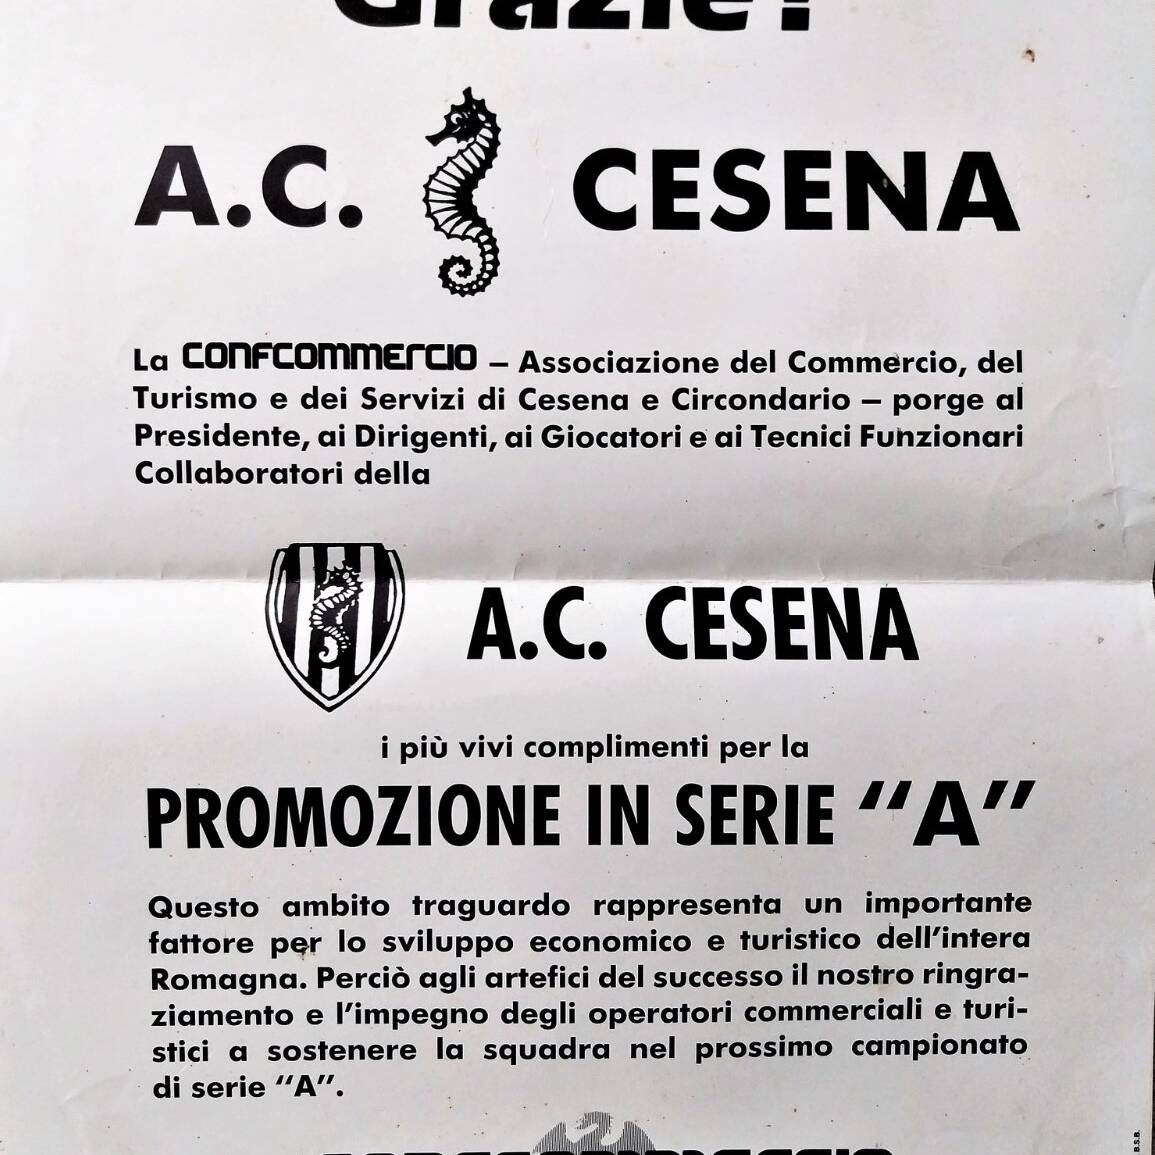 Grazie!
A.C. CESENA
La CONFCOMMERCIO – Associazione del Commercio, del
Turismo e dei Servizi di Cesena e Circondario – porge al
Presidente, ai Dirigenti, ai Giocatori e ai Tecnici Funzionari
Collaboratori della
A.C. CESENA
i più vivi complimenti per la
PROMOZIONE IN SERIE “A”
Questo ambito traguardo rappresenta un importante
fattore per lo sviluppo economico e turistico dell’intera
Romagna. Perciò agli artefici del successo il nostro ringra-
ziamento e l’impegno degli operatori commerciali e turi-
stici a sostenere la squadra nel prossimo campionato
di serie “A”.
CONFCOMMERCIO
B.S.B.